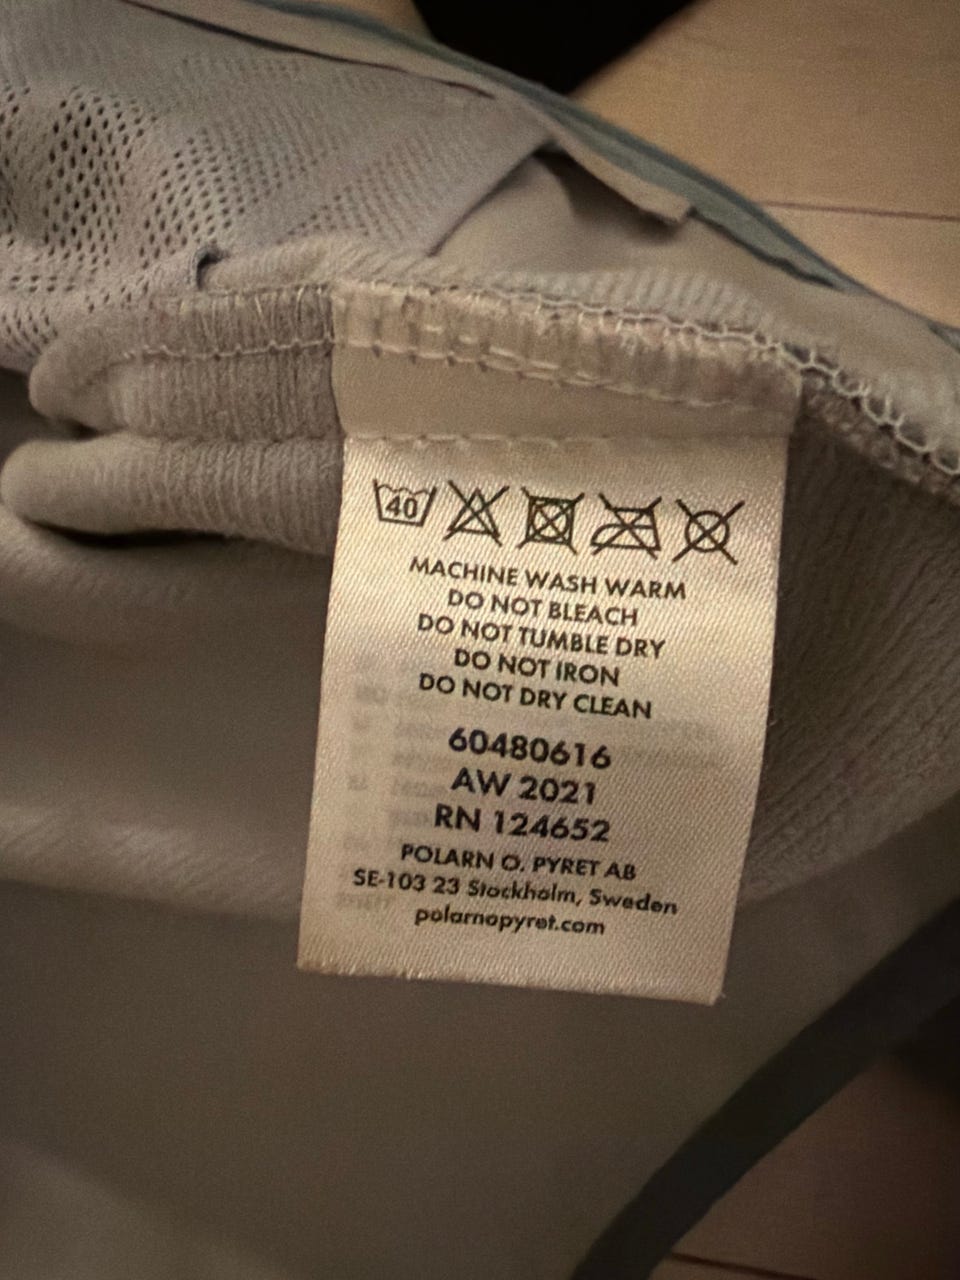 40
MACHINE WASH WARM
DO NOT BLEACH
DO NOT TUMBLE DRY
DO NOT IRON
DO NOT DRY CLEAN
60480616
AW 2021
RN 124652
POLARN O. PYRET AB
SE-103 23 Stockholm, Sweden
polarnopyret.com